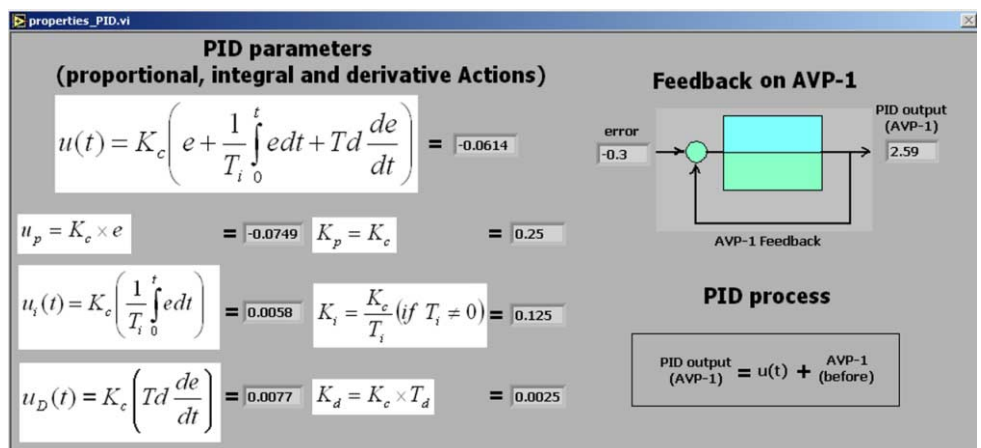 properties_PID.vi
PID parameters
(proportional, integral and derivative Actions)
u(t) = K_c ( e + 1/T_i ∫_0^t edt + Td de/dt ) = -0.0614
u_p = K_c × e = -0.0749 K_p = K_c = 0.25
u_i(t) = K_c ( 1/T_i ∫_0^t edt ) = 0.0058 K_i = K_c/T_i (if T_i ≠ 0) = 0.125
u_D(t) = K_c ( Td de/dt ) = 0.0077 K_d = K_c × T_d = 0.0025
Feedback on AVP-1
error
-0.3
PID output
(AVP-1)
2.59
AVP-1 Feedback
PID process
PID output (AVP-1) = u(t) + AVP-1 (before)